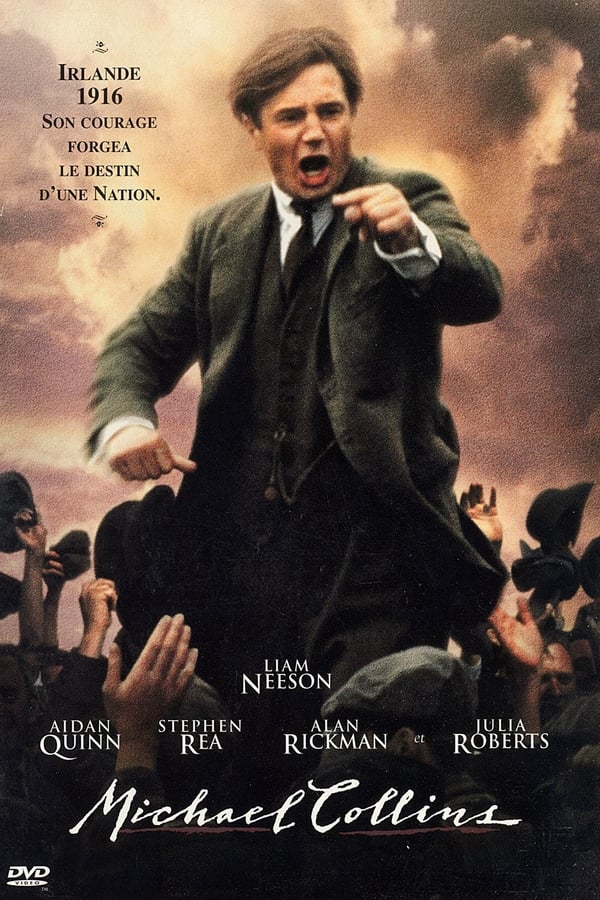 IRLANDE
1916
SON COURAGE
FORGEA
LE DESTIN
D'UNE NATION.
LIAM
NEESON
AIDAN
QUINN
STEPHEN
REA
ALAN
RICKMAN
et
JULIA
ROBERTS
Michael Collins
DVD
VIDEO
TM